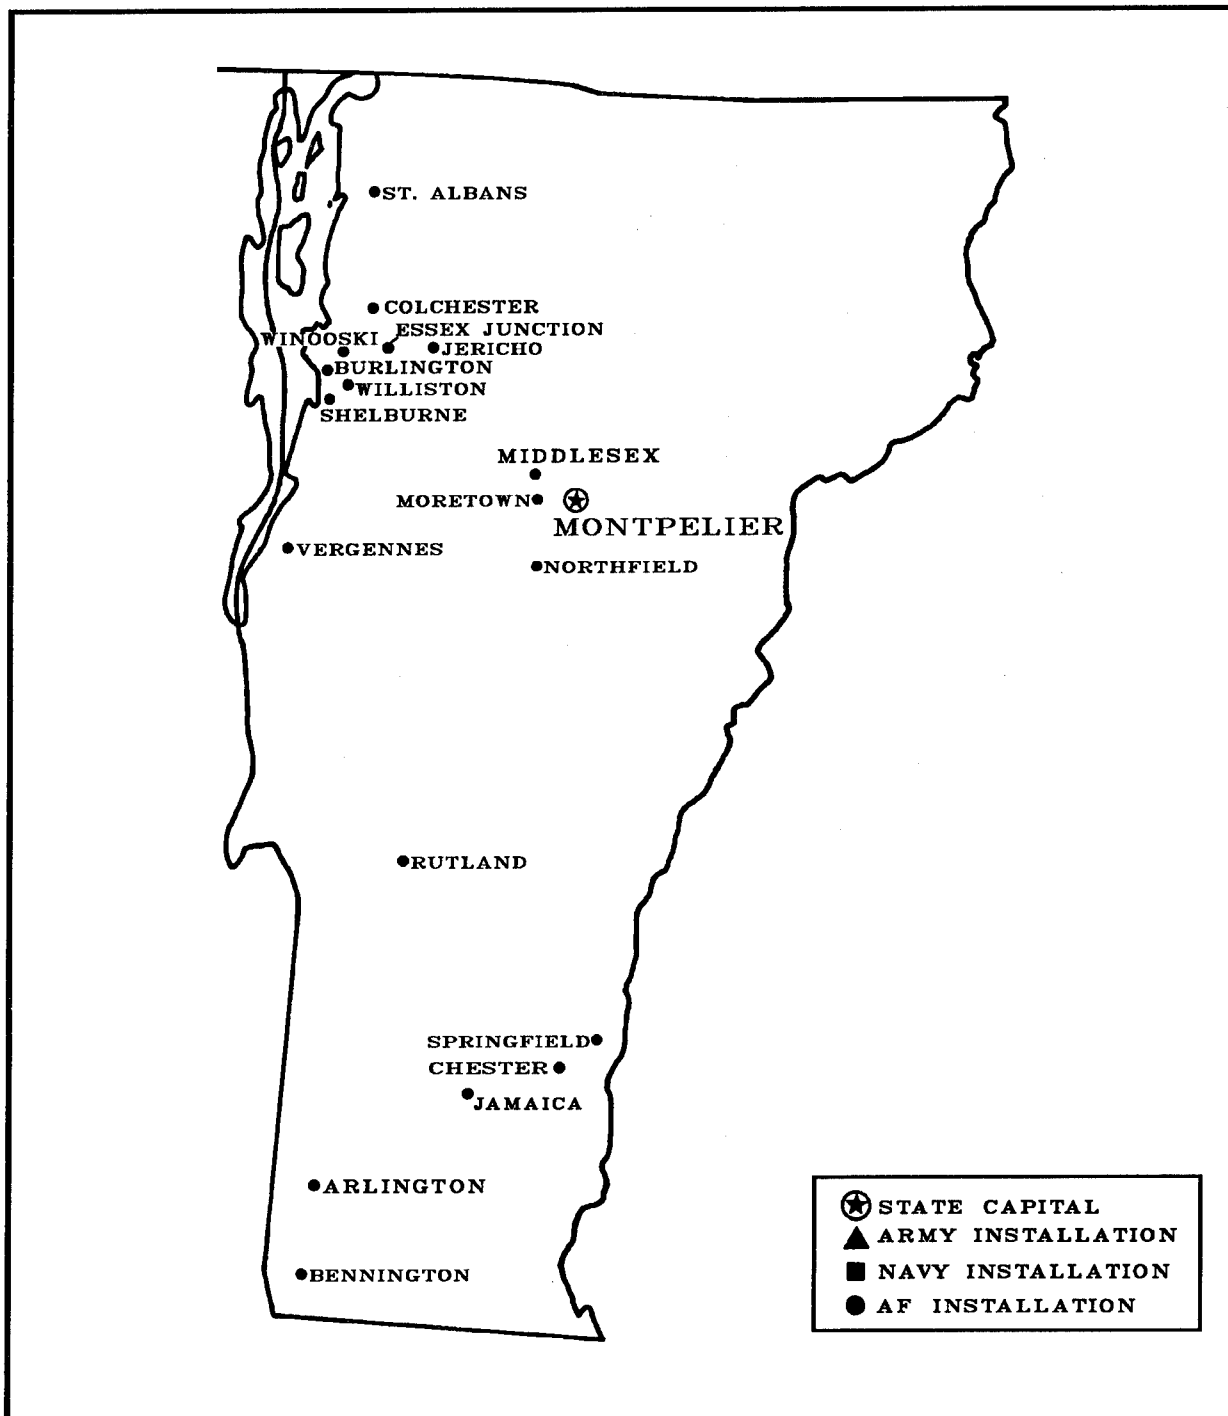 ST. ALBANS
COLCHESTER
ESSEX JUNCTION
WINOOSKI
JERICHO
BURLINGTON
WILLISTON
SHELBURNE
MIDDLESEX
MORETOWN
MONTPELIER
VERGENNES
NORTHFIELD
RUTLAND
SPRINGFIELD
CHESTER
JAMAICA
ARLINGTON
BENNINGTON
STATE CAPITAL
ARMY INSTALLATION
NAVY INSTALLATION
AF INSTALLATION